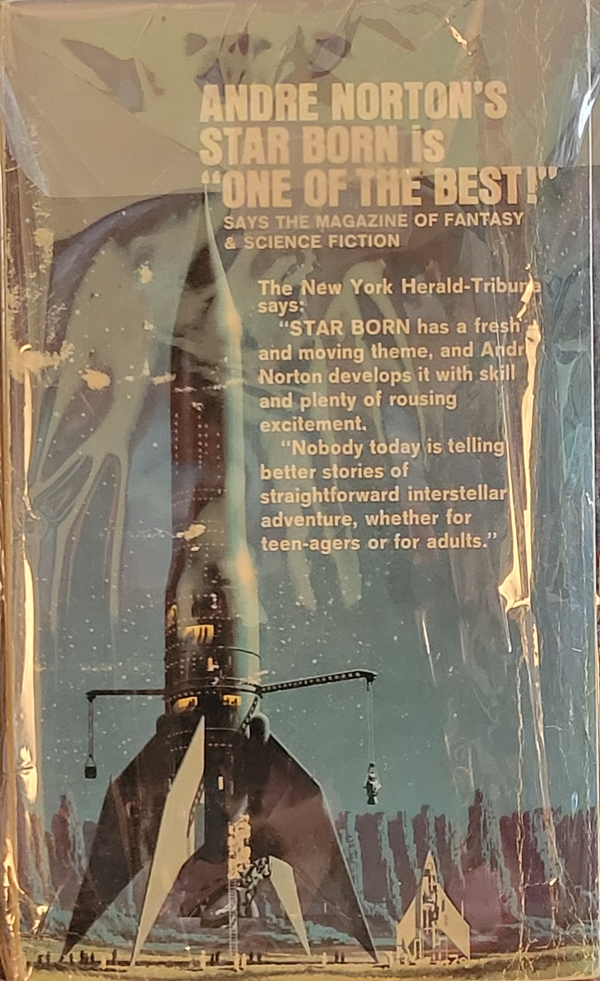 ANDRE NORTON'S
STAR BORN is
"ONE OF THE BEST!"
SAYS THE MAGAZINE OF FANTASY
& SCIENCE FICTION
The New York Herald-Tribune
says:
"STAR BORN has a fresh
and moving theme, and Andr
Norton develops it with skill
and plenty of rousing
excitement.
"Nobody today is telling
better stories of
straightforward interstellar
adventure, whether for
teen-agers or for adults."